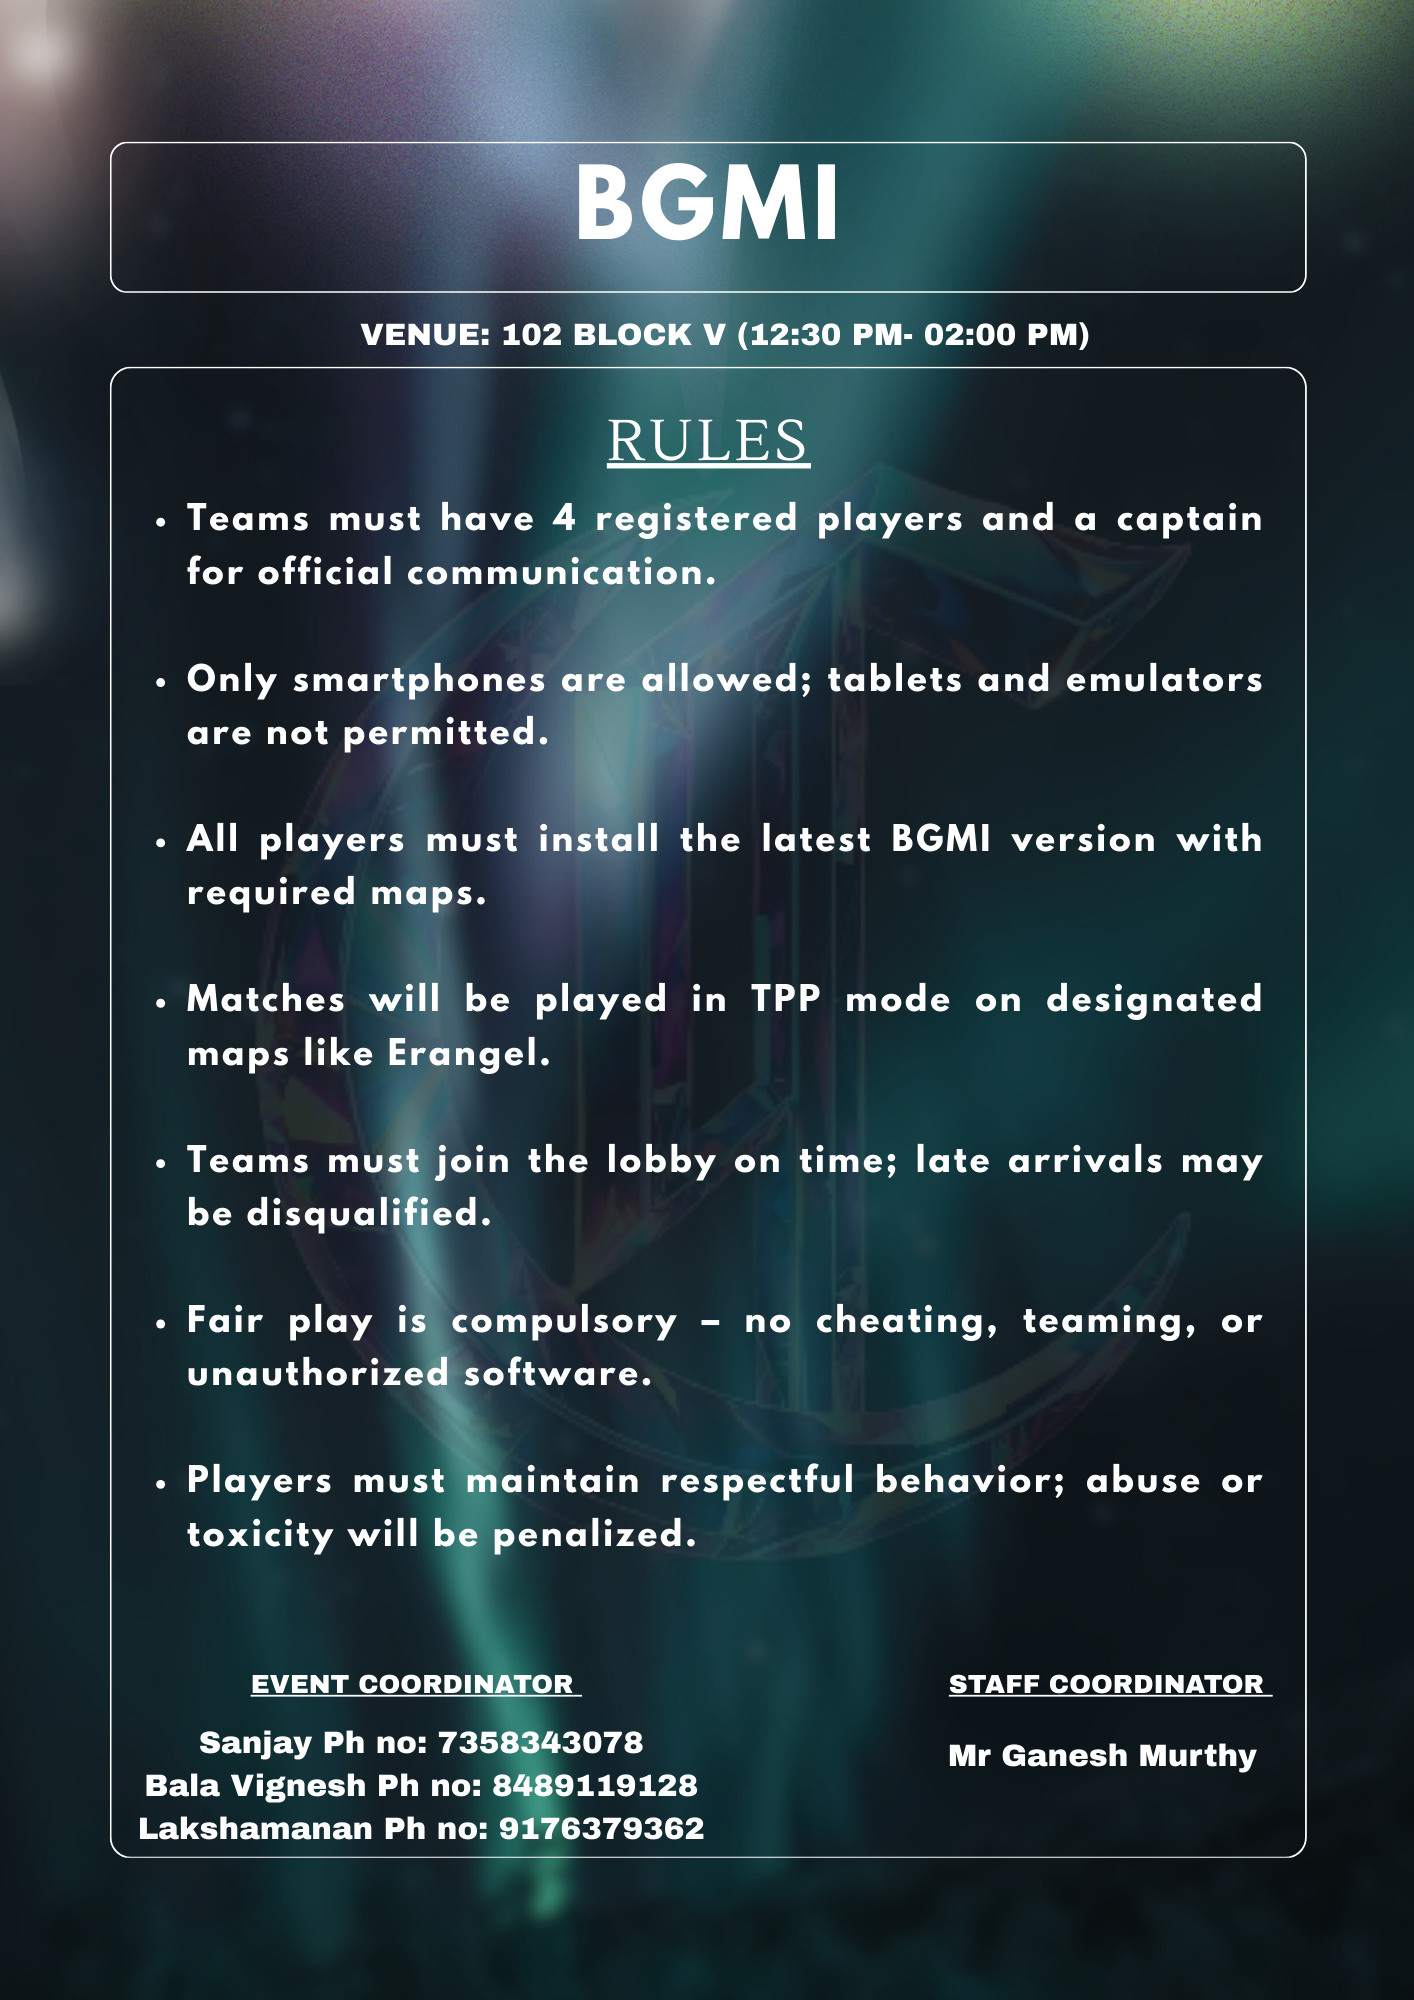 BGMI
VENUE: 102 BLOCK V (12:30 PM- 02:00 PM)
RULES
• Teams must have 4 registered players and a captain
for official communication.
• Only smartphones are allowed; tablets and emulators
are not permitted.
• All players must install the latest BGMI version with
required maps.
• Matches will be played in TPP mode on designated
maps like Erangel.
• Teams must join the lobby on time; late arrivals may
be disqualified.
• Fair play is compulsory – no cheating, teaming, or
unauthorized software.
• Players must maintain respectful behavior; abuse or
toxicity will be penalized.
EVENT COORDINATOR
Sanjay Ph no: 7358343078
Bala Vignesh Ph no: 8489119128
Lakshamanan Ph no: 9176379362
STAFF COORDINATOR
Mr Ganesh Murthy